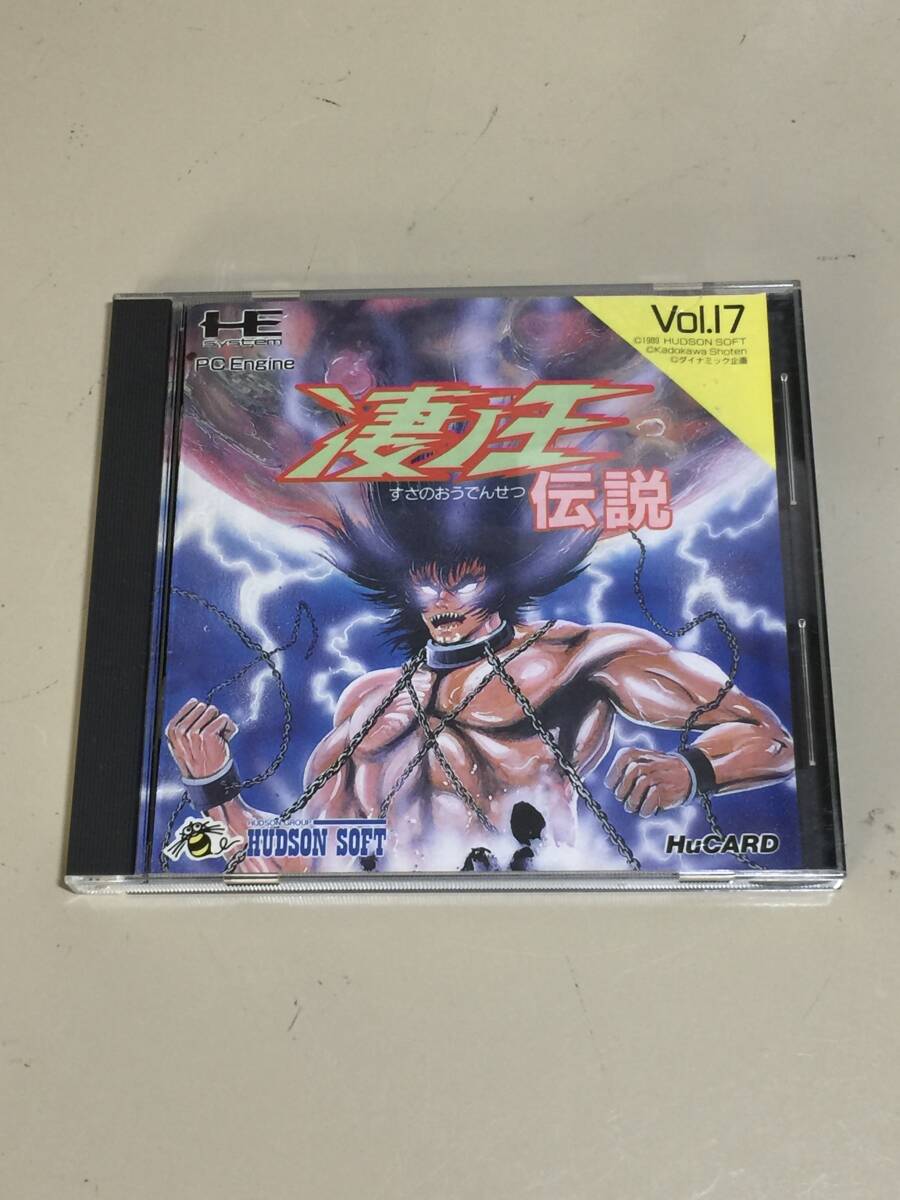 HE
SYSTEM
PC Engine
Vol.17
©1989 HUDSON SOFT
©Kadokawa Shoten
©ダイナミック企画
凄ノ王
すさのおうでんせつ
伝説
HUDSON GROUP
HUDSON SOFT
HuCARD